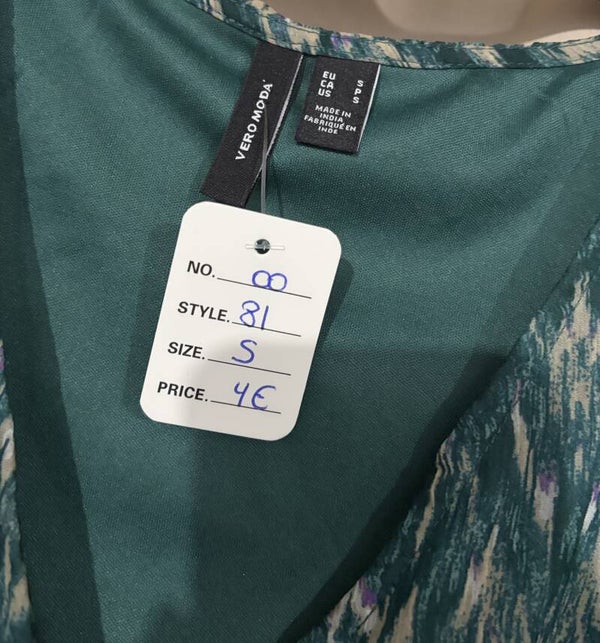 VERO MODA
EU S
CA P
US S
MADE IN
INDIA
FABRIQUÉ EN
INDE
NO. 00
STYLE. 81
SIZE. S
PRICE. 4€